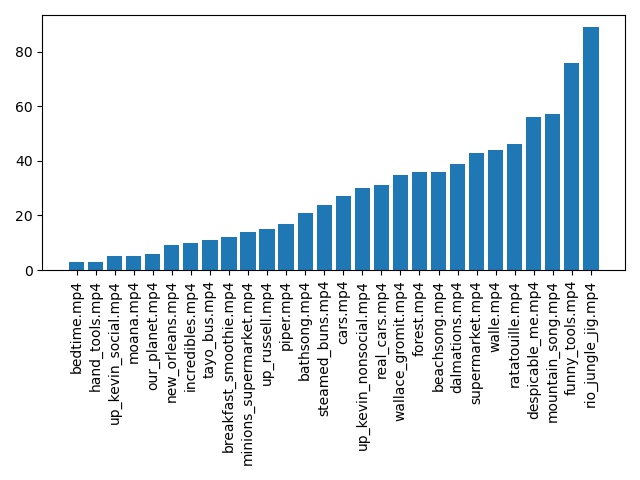 80
60
40
20
0
bedtime.mp4
hand_tools.mp4
up_kevin_social.mp4
moana.mp4
our_planet.mp4
new_orleans.mp4
incredibles.mp4
tayo_bus.mp4
breakfast_smoothie.mp4
minions_supermarket.mp4
up_russell.mp4
piper.mp4
bathsong.mp4
steamed_buns.mp4
cars.mp4
up_kevin_nonsocial.mp4
real_cars.mp4
wallace_gromit.mp4
forest.mp4
beachsong.mp4
dalmations.mp4
supermarket.mp4
walle.mp4
ratatouille.mp4
despicable_me.mp4
mountain_song.mp4
funny_tools.mp4
rio_jungle_jig.mp4